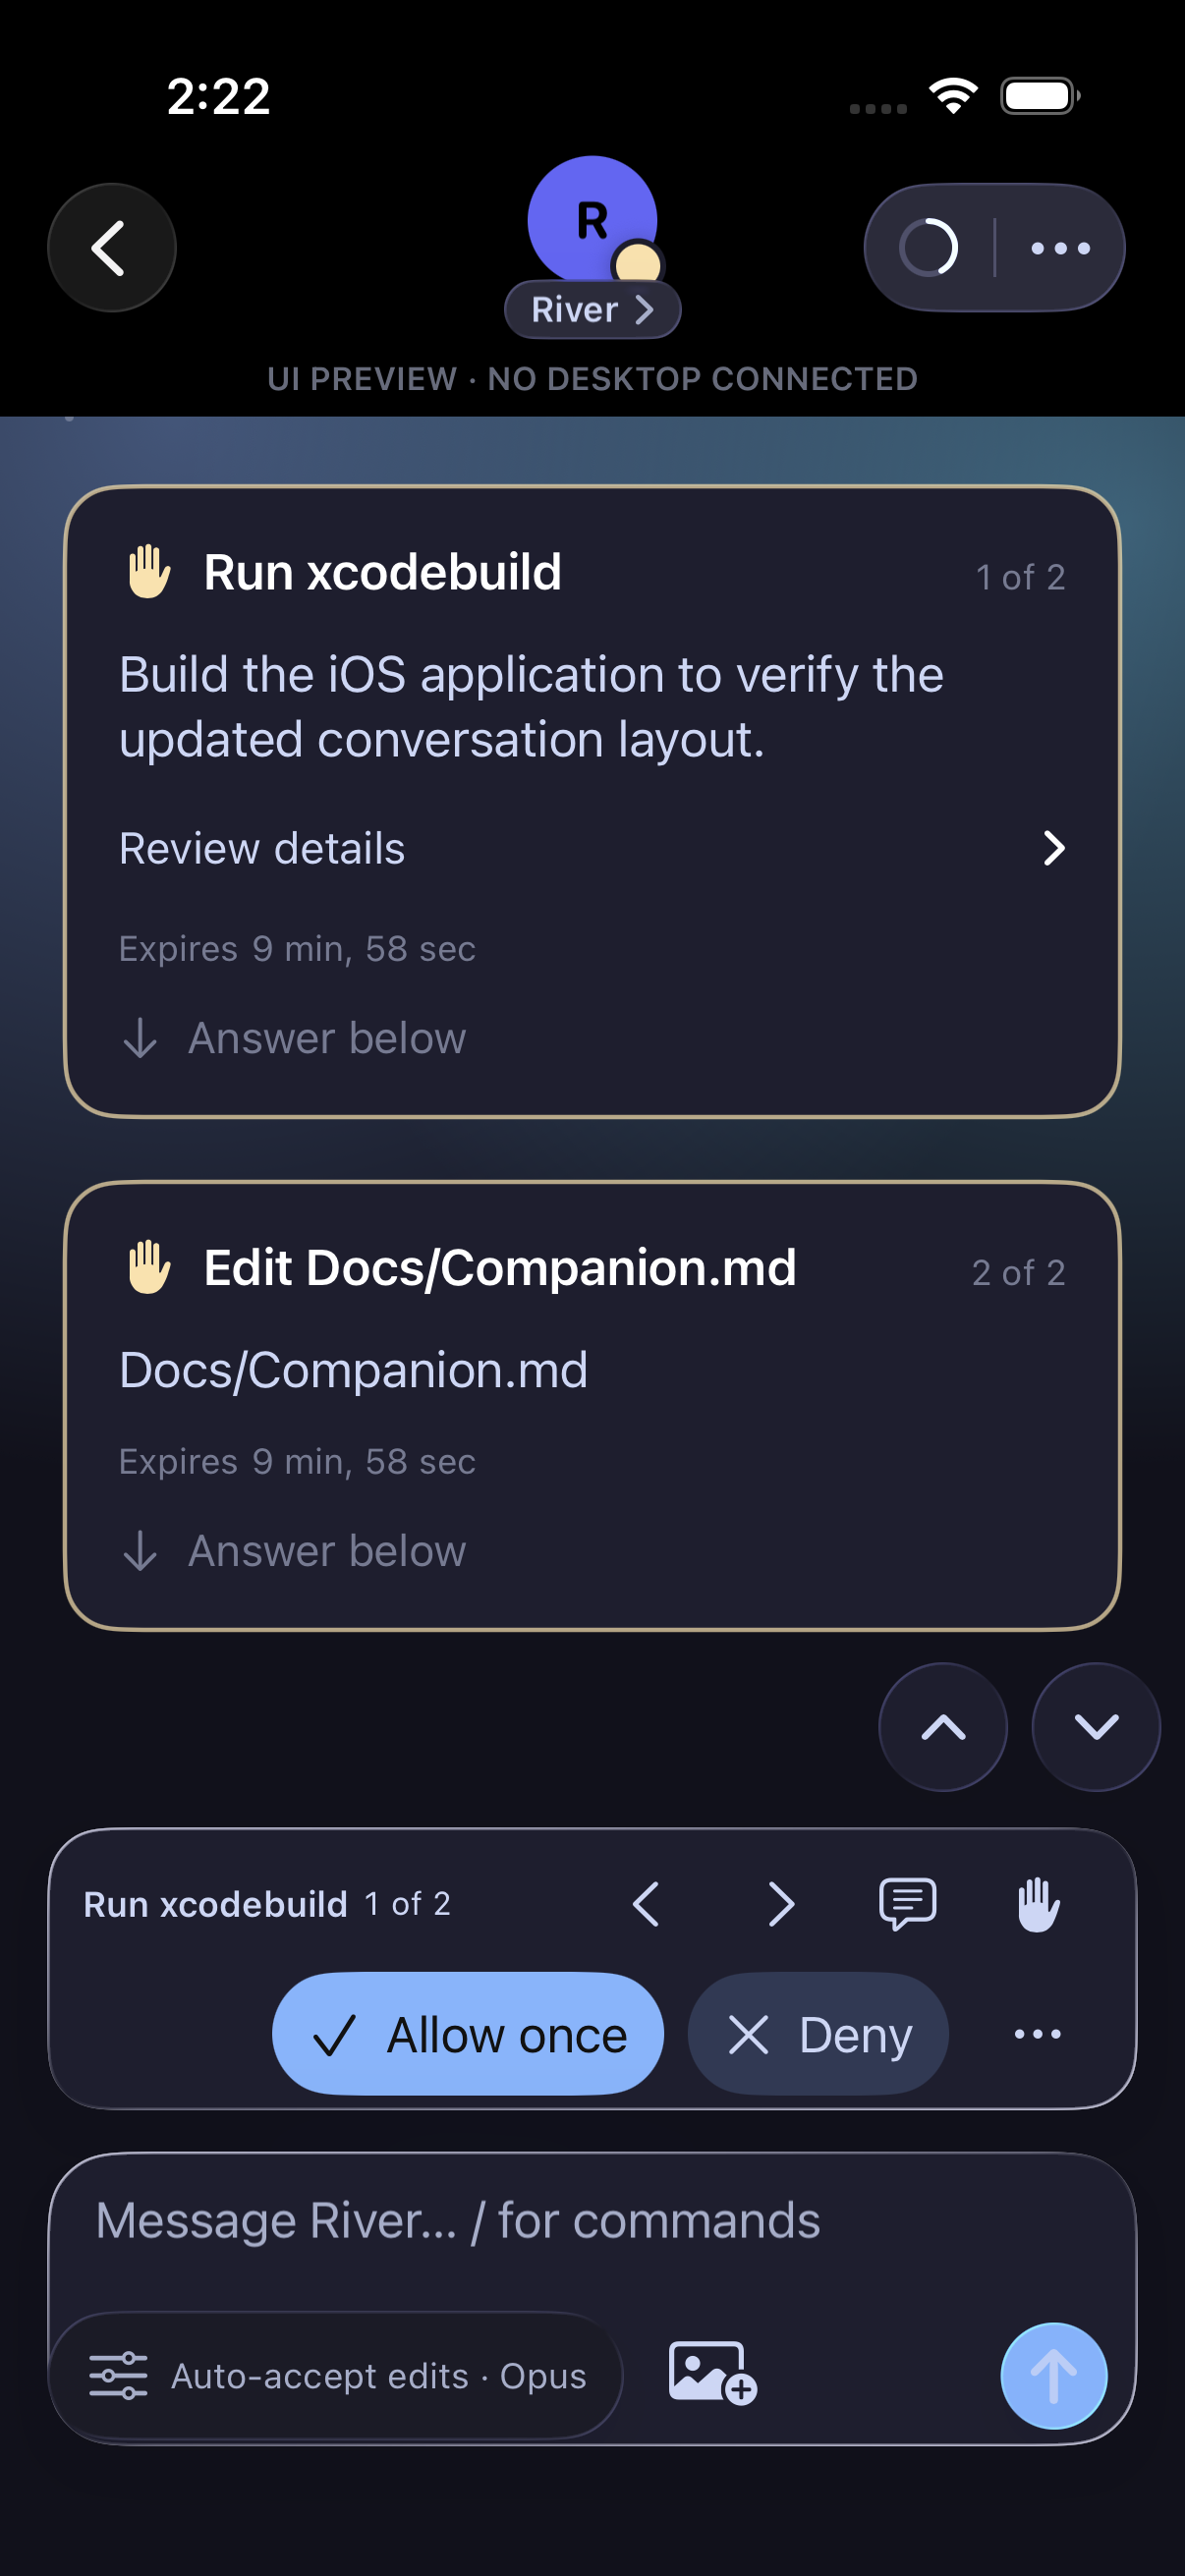 2:22
R
River
UI PREVIEW · NO DESKTOP CONNECTED
Run xcodebuild
1 of 2
Build the iOS application to verify the
updated conversation layout.
Review details
Expires 9 min, 58 sec
Answer below
Edit Docs/Companion.md
2 of 2
Docs/Companion.md
Expires 9 min, 58 sec
Answer below
Run xcodebuild 1 of 2
Allow once
Deny
Message River... / for commands
Auto-accept edits · Opus